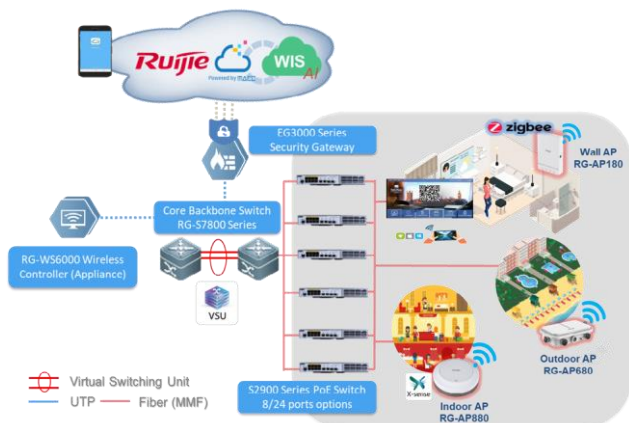 Ruijie
Powered by MACC
WIS
AI
EG3000 Series
Security Gateway
zigbee
Wall AP
RG-AP180
Core Backbone Switch
RG-S7800 Series
RG-WS6000 Wireless
Controller (Appliance)
VSU
Outdoor AP
RG-AP680
X-sense
Indoor AP
RG-AP880
S2900 Series PoE Switch
8/24 ports options
Virtual Switching Unit
UTP
Fiber (MMF)